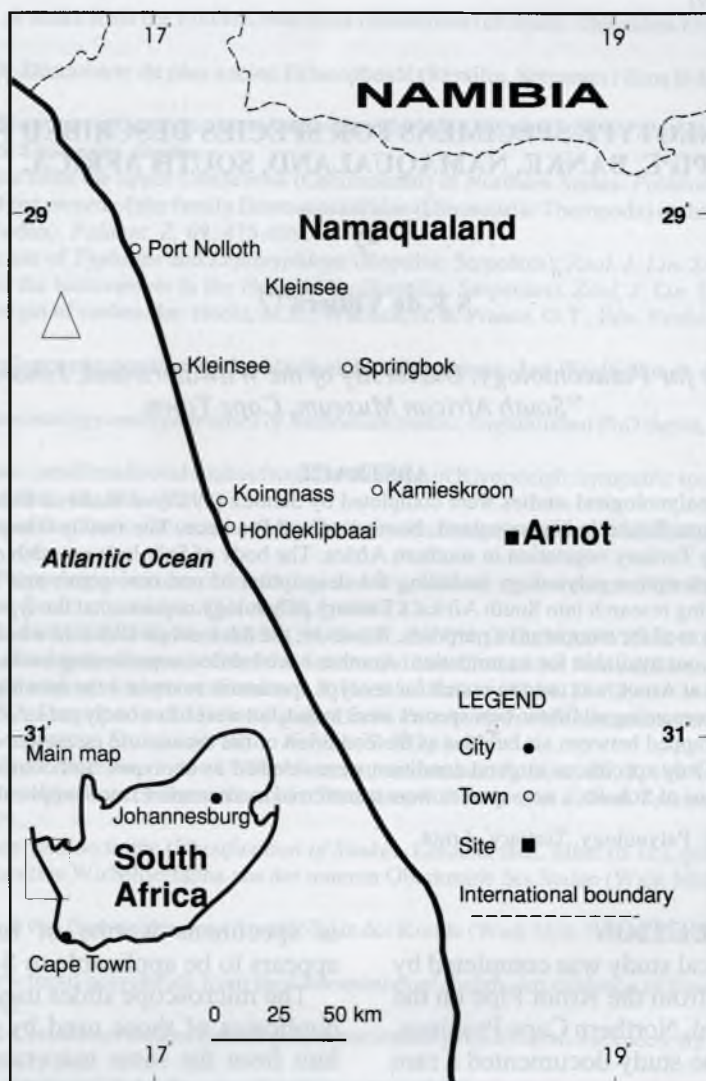 17
19
NAMIBIA
29
29
Namaqualand
Port Nolloth
Kleinsee
Kleinsee
Springbok
Koingnass
Kamieskroon
Hondeklipbaai
Arnot
Atlantic Ocean
LEGEND
31
31
Main map
City
Town
Site
International boundary
Johannesburg
South
Africa
Cape Town
0 25 50 km
17
19